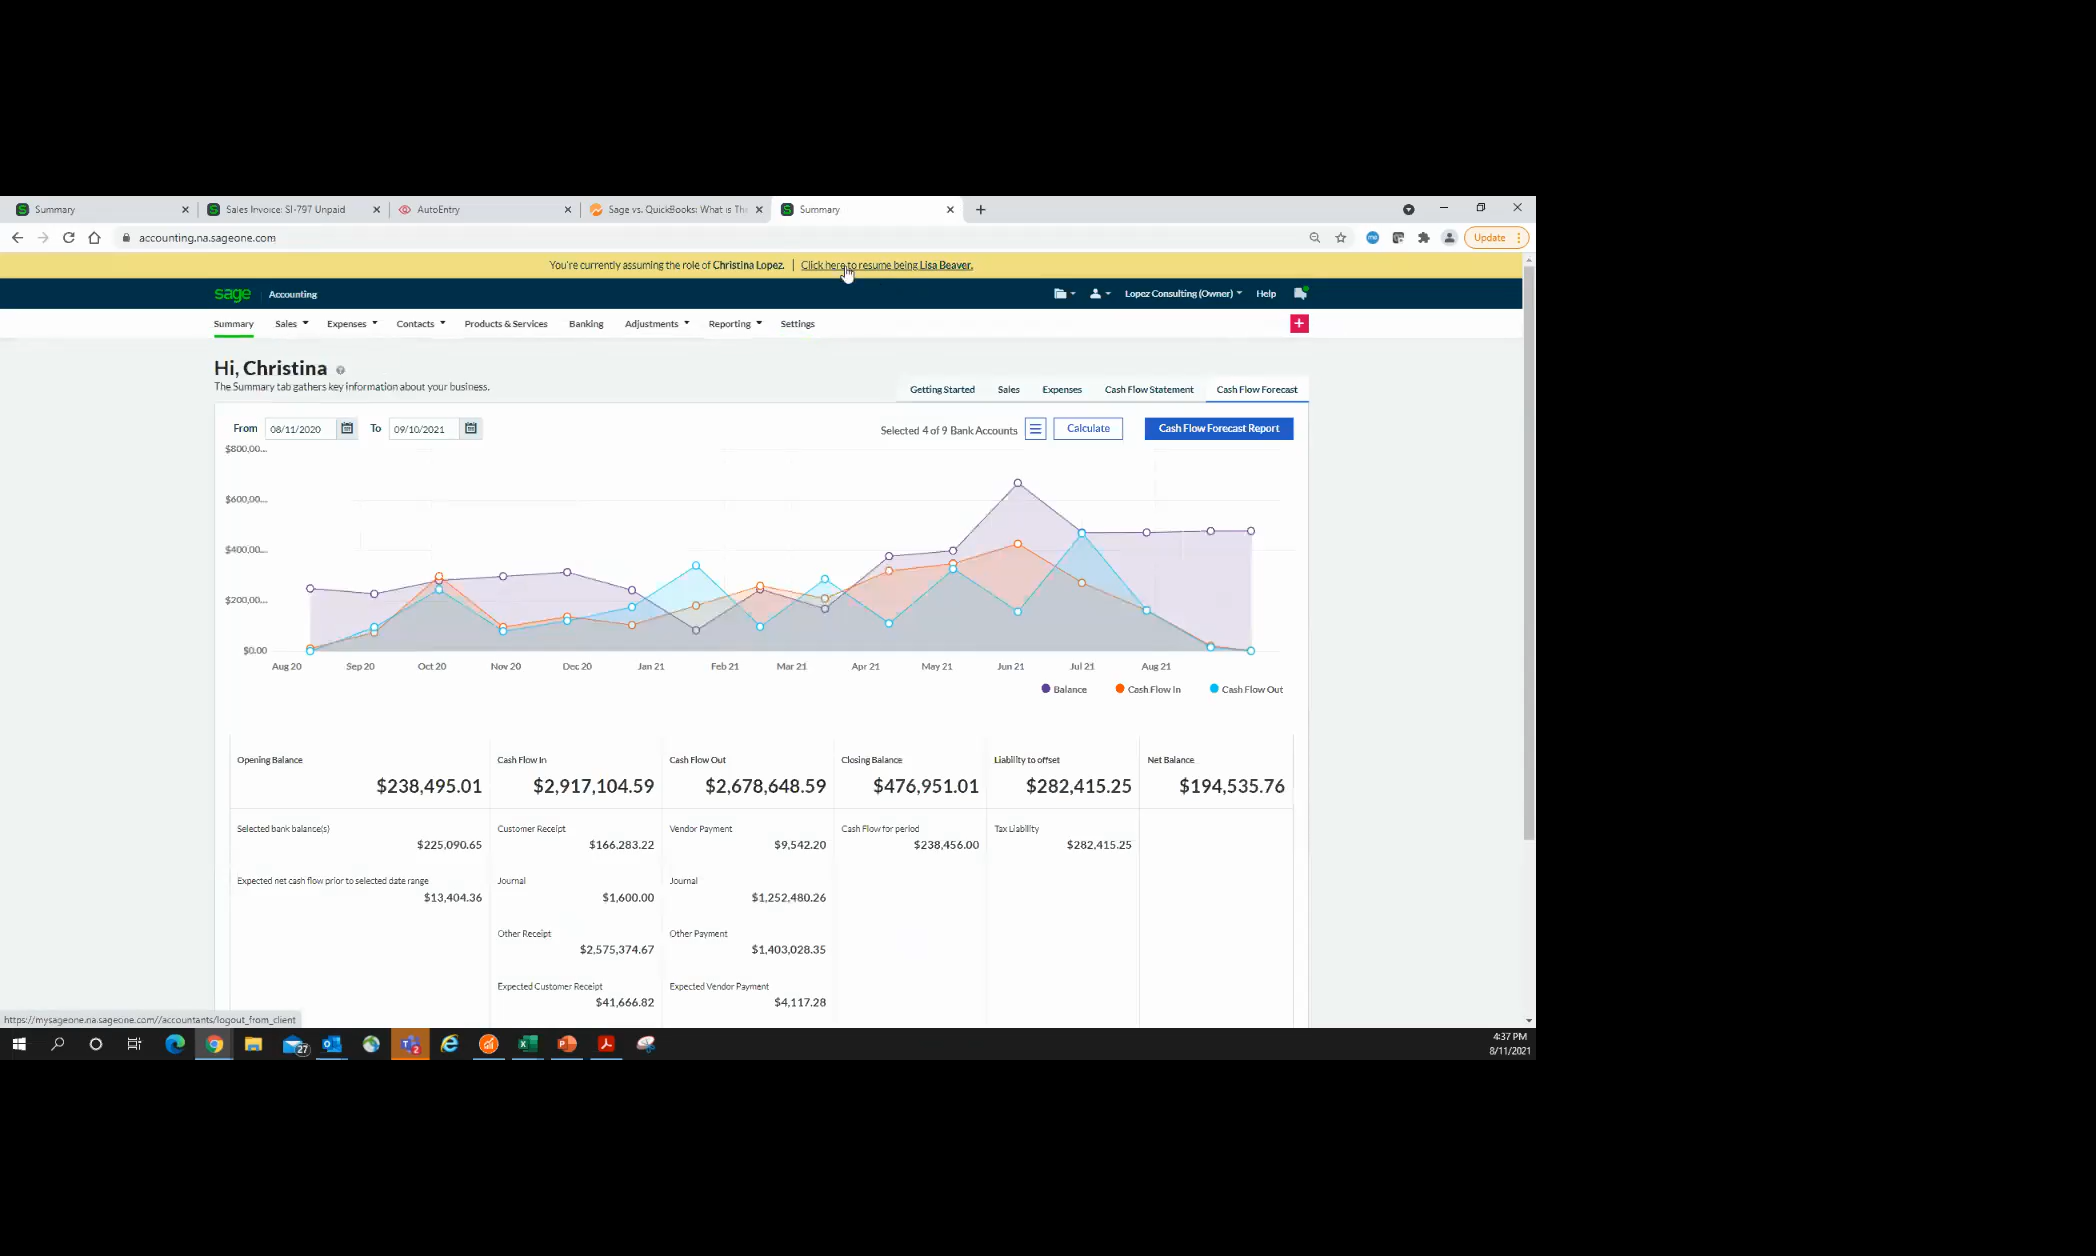 Summary
Sales Invoice: SI-797 Unpaid
AutoEntry
Sage vs. QuickBooks: What is The
Summary
accounting.na.sageone.com
Update
You're currently assuming the role of Christina Lopez. | Click here to resume being Lisa Beaver.
sage Accounting
Lopez Consulting (Owner)
Help
Summary Sales Expenses Contacts Products & Services Banking Adjustments Reporting Settings
Hi, Christina
The Summary tab gathers key information about your business.
Getting Started Sales Expenses Cash Flow Statement Cash Flow Forecast
From 08/11/2020 To 09/10/2021
Selected 4 of 9 Bank Accounts Calculate Cash Flow Forecast Report
$800,00...
$600,00...
$400,00...
$200,00...
$0.00
Aug 20 Sep 20 Oct 20 Nov 20 Dec 20 Jan 21 Feb 21 Mar 21 Apr 21 May 21 Jun 21 Jul 21 Aug 21
Balance Cash Flow In Cash Flow Out
Opening Balance Cash Flow In Cash Flow Out Closing Balance Liability to offset Net Balance
$238,495.01 $2,917,104.59 $2,678,648.59 $476,951.01 $282,415.25 $194,535.76
Selected bank balance(s) Customer Receipt Vendor Payment Cash Flow for period Tax Liability
$225,090.65 $166,283.22 $9,542.20 $238,456.00 $282,415.25
Expected net cash flow prior to selected date range Journal Journal
$13,404.36 $1,600.00 $1,252,480.26
Other Receipt Other Payment
$2,575,374.67 $1,403,028.35
Expected Customer Receipt Expected Vendor Payment
$41,666.82 $4,117.28
https://mysageone.na.sageone.com//accountants/logout_from_client
27
2
4:37 PM
8/11/2021